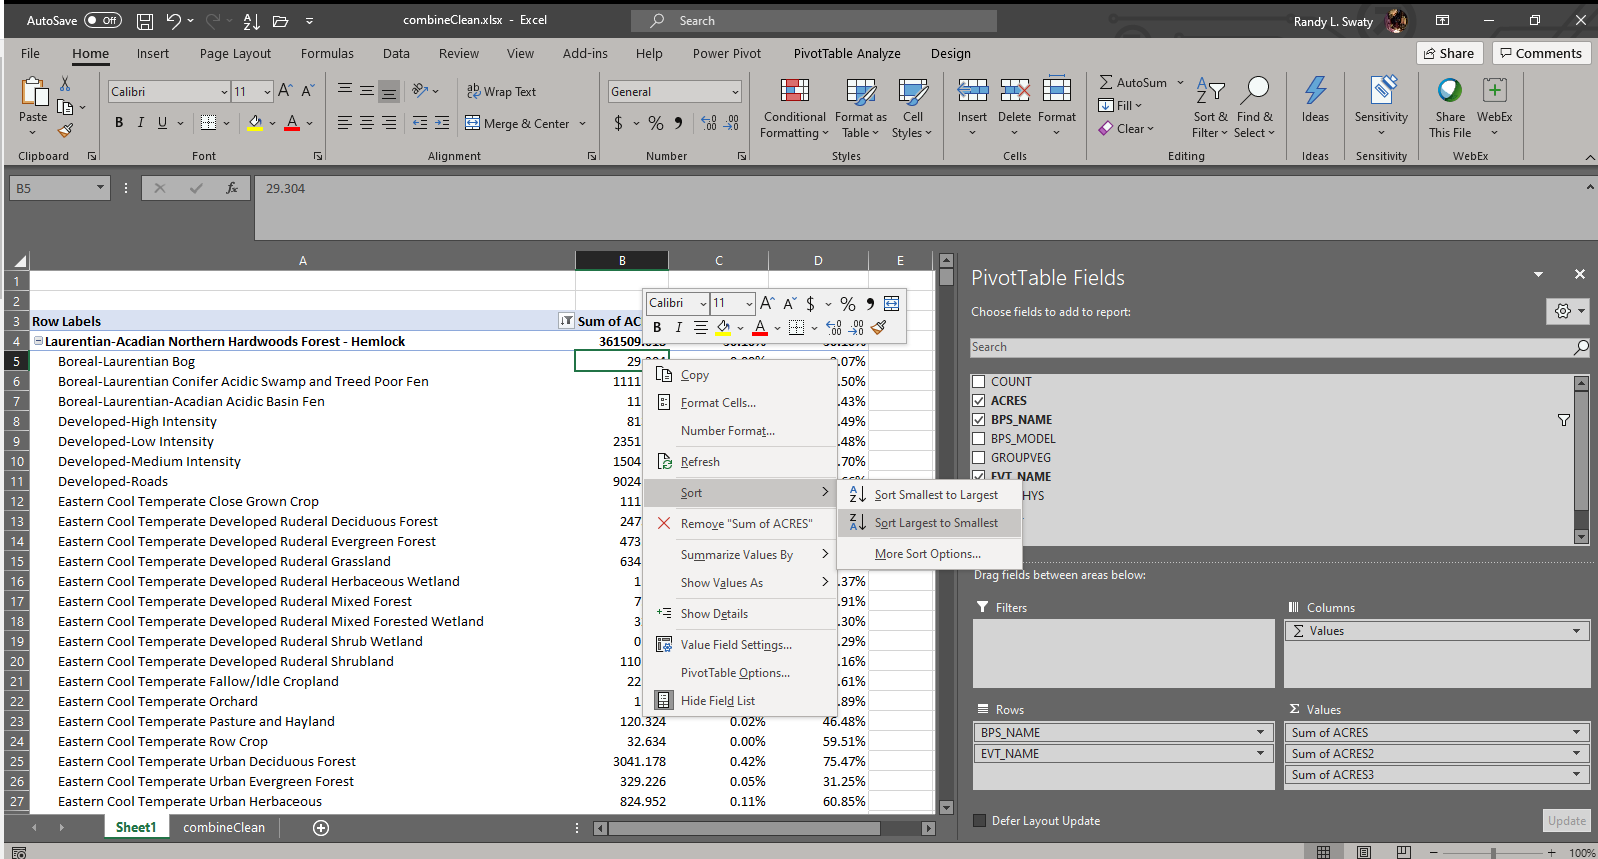 AutoSave Off combineClean.xlsx - Excel Search Randy L. Swaty
File Home Insert Page Layout Formulas Data Review View Add-ins Help Power Pivot PivotTable Analyze Design Share Comments
Calibri 11 A A ab Wrap Text General AutoSum
Paste B I U A Merge & Center $ % 9 Conditional Formatting Format as Table Cell Styles Insert Delete Format Fill Clear Sort & Filter Find & Select Ideas Sensitivity Share This File WebEx
Clipboard Font Alignment Number Styles Cells Editing Ideas Sensitivity WebEx
B5 fx 29.304
A B C D E
1
2
3 Row Labels Sum of AC
4 Laurentian-Acadian Northern Hardwoods Forest - Hemlock
5 Boreal-Laurentian Bog 29 .07%
6 Boreal-Laurentian Conifer Acidic Swamp and Treed Poor Fen 1111 .50%
7 Boreal-Laurentian-Acadian Acidic Basin Fen 11 .43%
8 Developed-High Intensity 81 .49%
9 Developed-Low Intensity 2351 .48%
10 Developed-Medium Intensity 1504 .70%
11 Developed-Roads 9024
12 Eastern Cool Temperate Close Grown Crop 111
13 Eastern Cool Temperate Developed Ruderal Deciduous Forest 247
14 Eastern Cool Temperate Developed Ruderal Evergreen Forest 473
15 Eastern Cool Temperate Developed Ruderal Grassland 634
16 Eastern Cool Temperate Developed Ruderal Herbaceous Wetland 1 .37%
17 Eastern Cool Temperate Developed Ruderal Mixed Forest 7 .91%
18 Eastern Cool Temperate Developed Ruderal Mixed Forested Wetland 3 .30%
19 Eastern Cool Temperate Developed Ruderal Shrub Wetland 0 .29%
20 Eastern Cool Temperate Developed Ruderal Shrubland 110 .16%
21 Eastern Cool Temperate Fallow/Idle Cropland 22 .61%
22 Eastern Cool Temperate Orchard 1 .89%
23 Eastern Cool Temperate Pasture and Hayland 120.324 0.02% 46.48%
24 Eastern Cool Temperate Row Crop 32.634 0.00% 59.51%
25 Eastern Cool Temperate Urban Deciduous Forest 3041.178 0.42% 75.47%
26 Eastern Cool Temperate Urban Evergreen Forest 329.226 0.05% 31.25%
27 Eastern Cool Temperate Urban Herbaceous 824.952 0.11% 60.85%
Calibri 11 A A $ % 9
B I A
Copy
Format Cells...
Number Format...
Refresh
Sort
Remove "Sum of ACRES"
Summarize Values By
Show Values As
Show Details
Value Field Settings...
PivotTable Options...
Hide Field List
Sort Smallest to Largest
Sort Largest to Smallest
More Sort Options...
PivotTable Fields
Choose fields to add to report:
Search
COUNT
ACRES
BPS_NAME
BPS_MODEL
GROUPVEG
EVT_NAME
HYS
Drag fields between areas below:
Filters Columns
Values
Rows Values
BPS_NAME Sum of ACRES
EVT_NAME Sum of ACRES2
Sum of ACRES3
Defer Layout Update Update
Sheet1 combineClean
100%